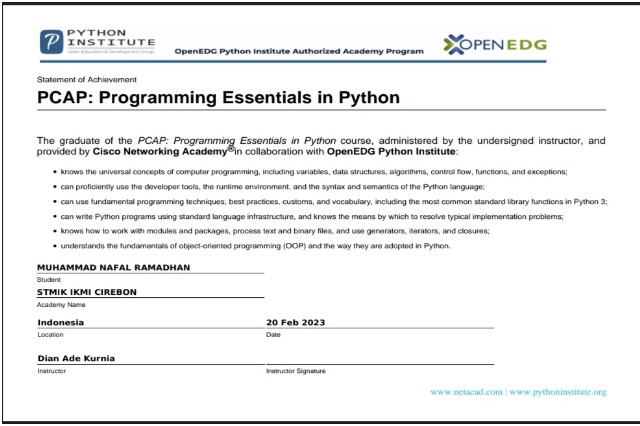 PYTHON
INSTITUTE
Open Education & Development Group
OpenEDG Python Institute Authorized Academy Program
OPENEDG
Statement of Achievement
PCAP: Programming Essentials in Python
The graduate of the PCAP: Programming Essentials in Python course, administered by the undersigned instructor, and
provided by Cisco Networking Academy® in collaboration with OpenEDG Python Institute:
• knows the universal concepts of computer programming, including variables, data structures, algorithms, control flow, functions, and exceptions;
• can proficiently use the developer tools, the runtime environment, and the syntax and semantics of the Python language;
• can use fundamental programming techniques, best practices, customs, and vocabulary, including the most common standard library functions in Python 3;
• can write Python programs using standard language infrastructure, and knows the means by which to resolve typical implementation problems;
• knows how to work with modules and packages, process text and binary files, and use generators, iterators, and closures;
• understands the fundamentals of object-oriented programming (OOP) and the way they are adopted in Python.
MUHAMMAD NAFAL RAMADHAN
Student
STMIK IKMI CIREBON
Academy Name
Indonesia 20 Feb 2023
Location Date
Dian Ade Kurnia
Instructor Instructor Signature
www.netacad.com | www.pythoninstitute.org